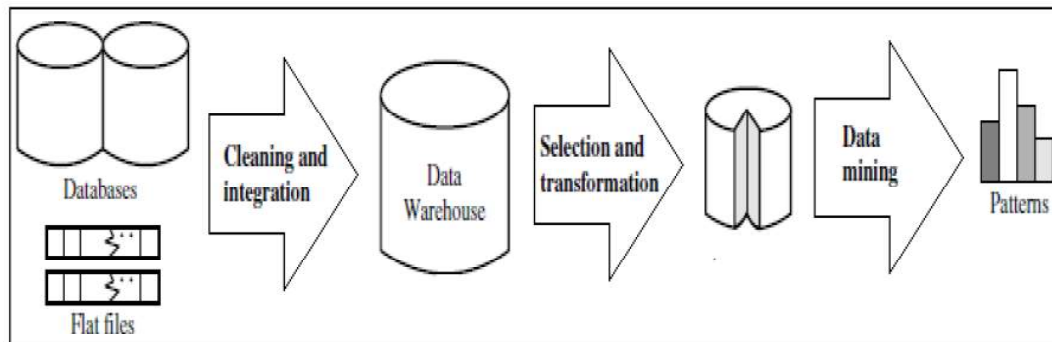 Databases
Flat files
Cleaning and
integration
Data
Warehouse
Selection and
transformation
Data
mining
Patterns